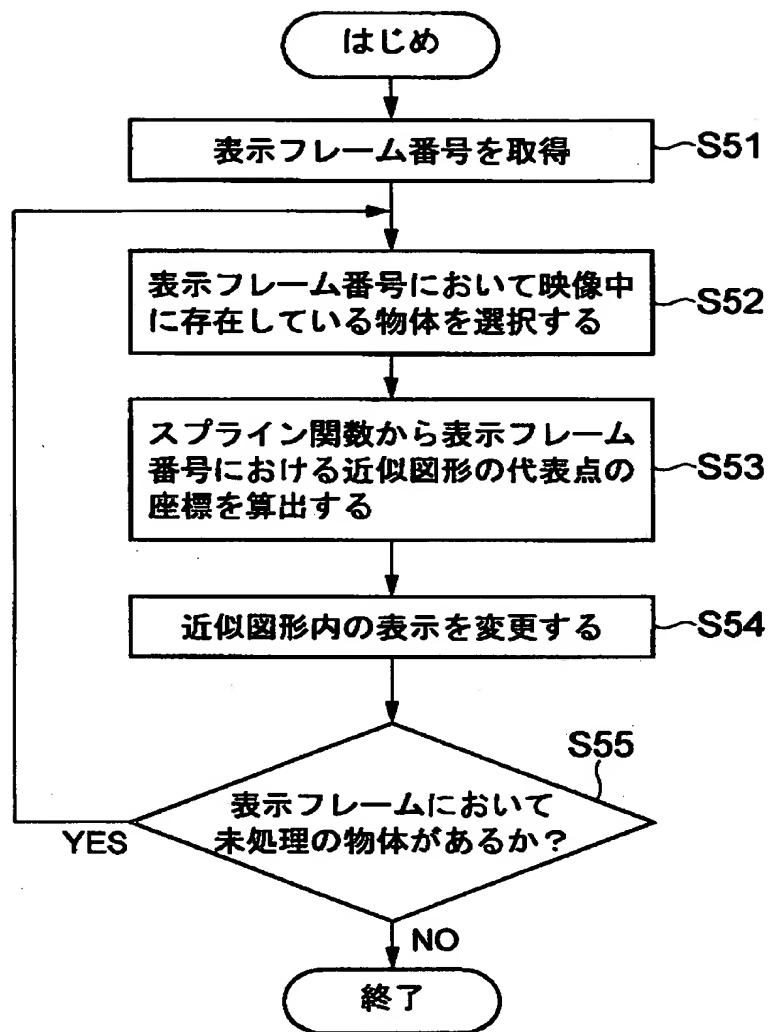 はじめ
表示フレーム番号を取得
S51
表示フレーム番号において映像中
に存在している物体を選択する
S52
スプライン関数から表示フレーム
番号における近似図形の代表点の
座標を算出する
S53
近似図形内の表示を変更する
S54
S55
表示フレームにおいて
未処理の物体があるか？
YES
NO
終了